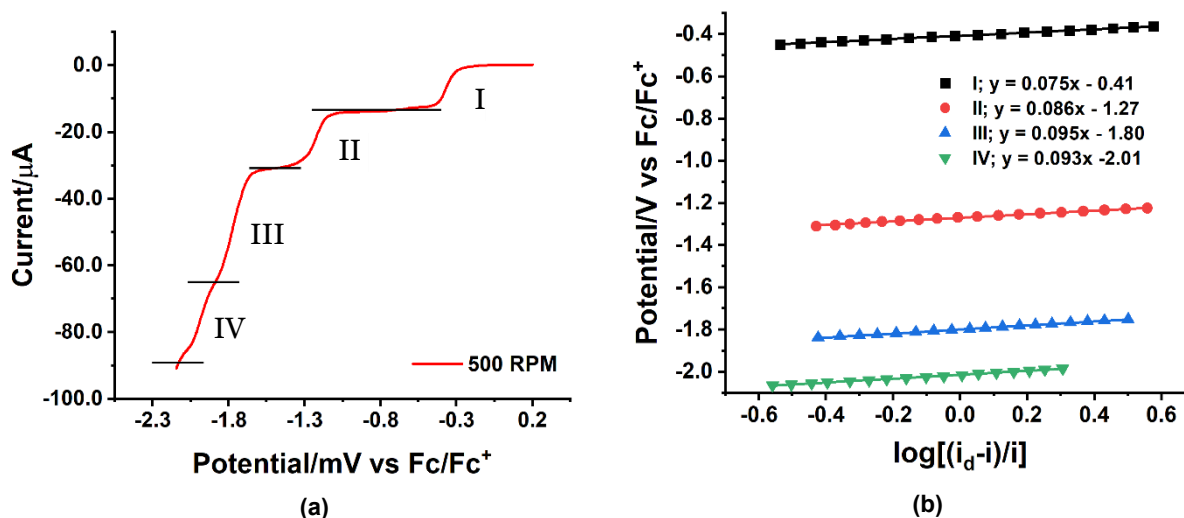 0.0
-20.0
-40.0
-60.0
-80.0
-100.0
Current/µA
I
II
III
IV
500 RPM
-2.3 -1.8 -1.3 -0.8 -0.3 0.2
Potential/mV vs Fc/Fc+
(a)
-0.4
-0.6
-0.8
-1.0
-1.2
-1.4
-1.6
-1.8
-2.0
Potential/V vs Fc/Fc+
I; y = 0.075x - 0.41
II; y = 0.086x - 1.27
III; y = 0.095x - 1.80
IV; y = 0.093x -2.01
-0.6 -0.4 -0.2 0.0 0.2 0.4 0.6
log[(id-i)/i]
(b)